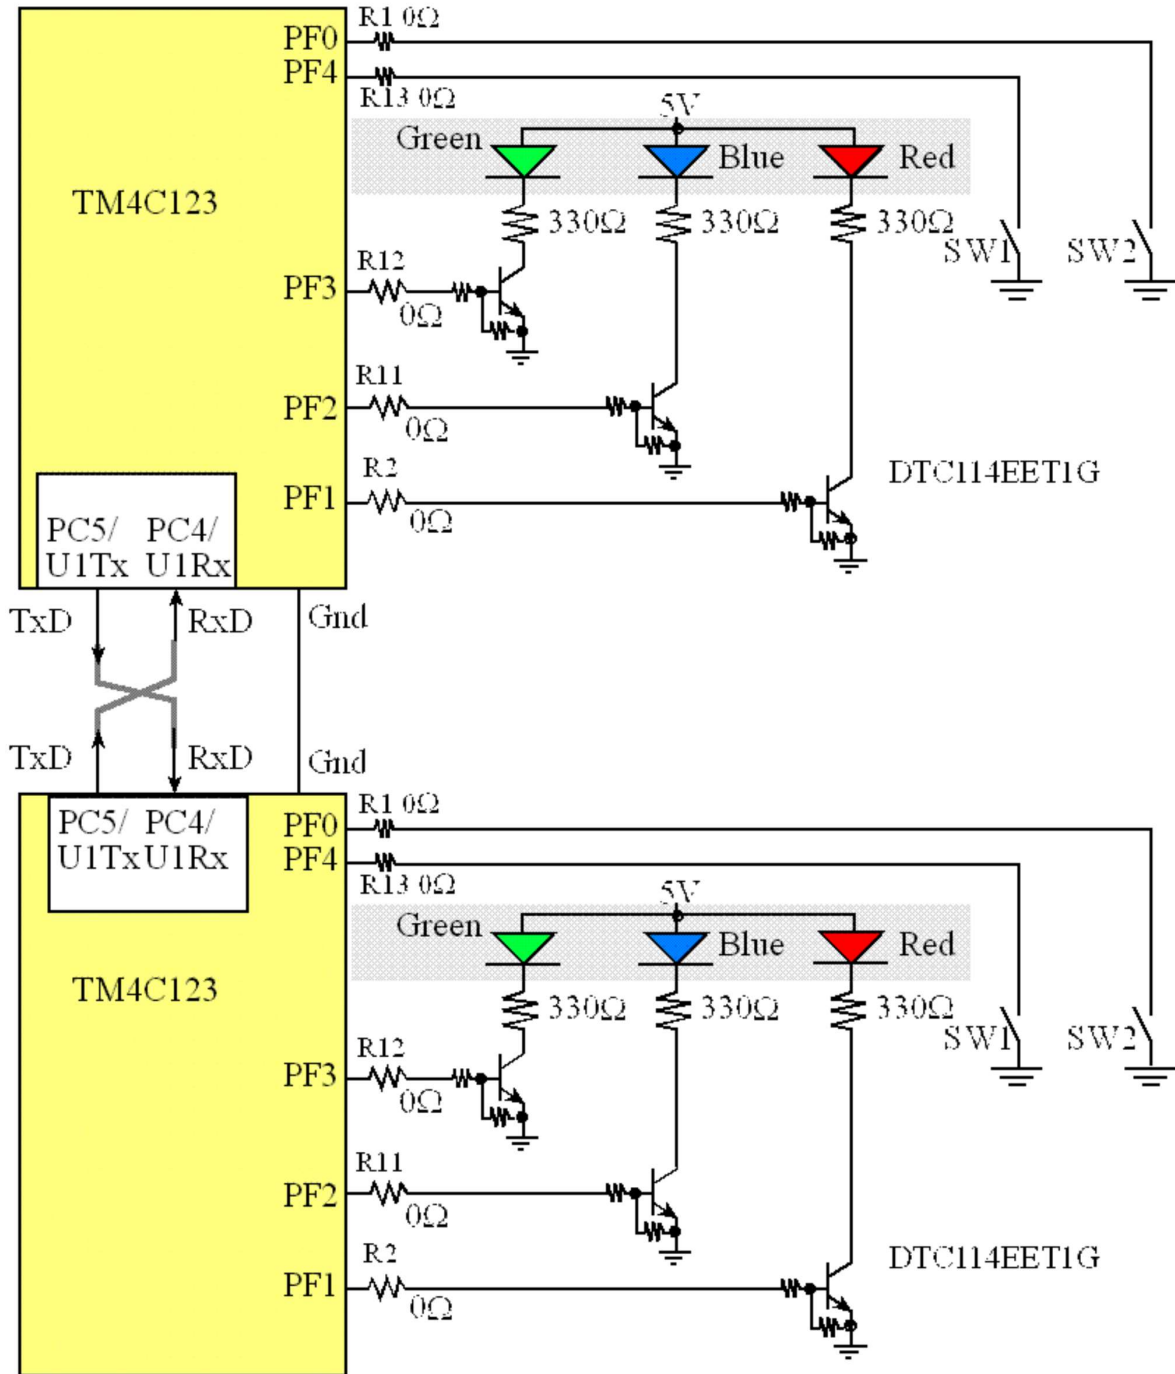 R1 0Ω
PF0
PF4
R13 0Ω
5V
Green
Blue
Red
TM4C123
330Ω
330Ω
330Ω
SW1
SW2
R12
PF3
0Ω
R11
PF2
0Ω
R2
PF1
0Ω
DTC114EET1G
PC5/ PC4/
U1Tx U1Rx
TxD
RxD
Gnd
TxD
RxD
Gnd
PC5/ PC4/
U1Tx U1Rx
R1 0Ω
PF0
PF4
R13 0Ω
5V
Green
Blue
Red
TM4C123
330Ω
330Ω
330Ω
SW1
SW2
R12
PF3
0Ω
R11
PF2
0Ω
R2
PF1
0Ω
DTC114EET1G